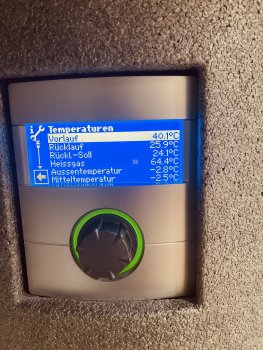 i Temperaturen
Vorlauf 40.1°C
Rücklauf 25.9°C
Rückl.-Soll 24.1°C
Heissgas » 64.4°C
Aussentemperatur -2.8°C
Mitteltemperatur -2.5°C